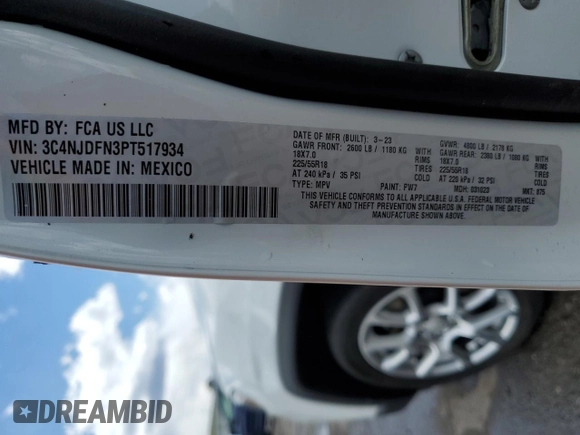 MFD BY: FCA US LLC
VIN: 3C4NJDFN3PT517934
VEHICLE MADE IN: MEXICO
DATE OF MFR (BUILT): 3-23
GAWR FRONT: 2600 LB / 1180 KG
18X7.0 RIMS
225/55R18 TIRES
AT 240 kPa / 35 PSI COLD
TYPE: MPV PAINT: PW7
GVWR: 4800 LB / 2178 KG
GAWR REAR: 2380 LB / 1080 KG
18X7.0 RIMS
225/55R18 TIRES
AT 220 kPa / 32 PSI COLD
MDH: 031023 MKT: 875
THIS VEHICLE CONFORMS TO ALL APPLICABLE U.S.A. FEDERAL MOTOR VEHICLE
SAFETY AND THEFT PREVENTION STANDARDS IN EFFECT ON THE DATE OF
MANUFACTURE SHOWN ABOVE.
DREAMBID